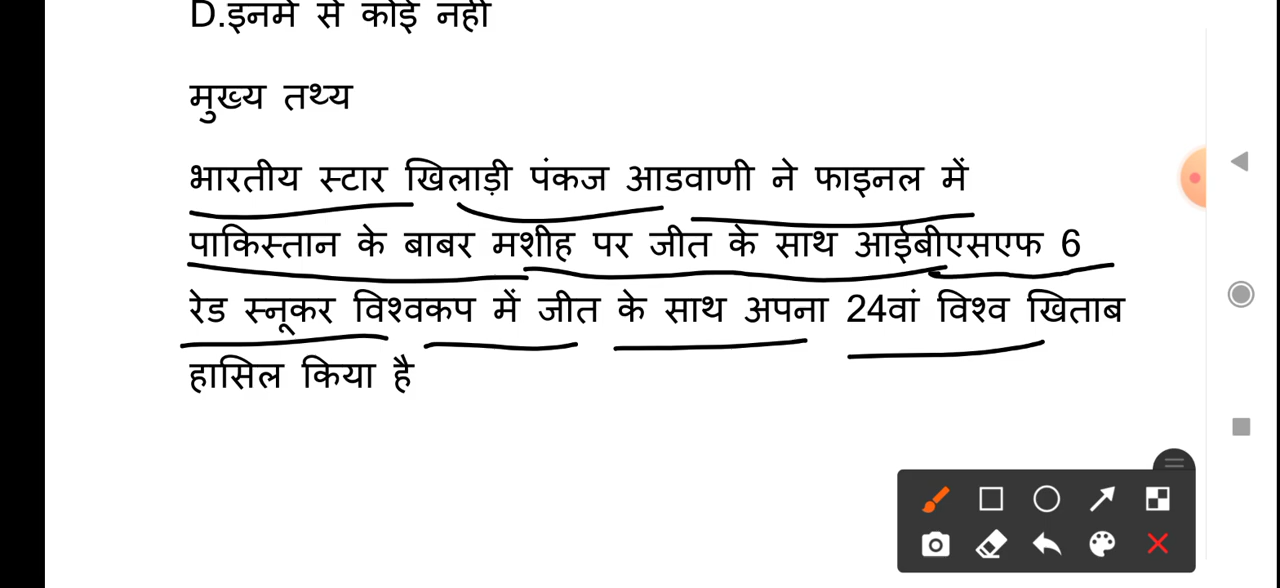 D.इनमें से कोई नहीं
मुख्य तथ्य
भारतीय स्टार खिलाड़ी पंकज आडवाणी ने फाइनल में
पाकिस्तान के बाबर मशीह पर जीत के साथ आईबीएसएफ 6
रेड स्नूकर विश्वकप में जीत के साथ अपना 24वां विश्व खिताब
हासिल किया है